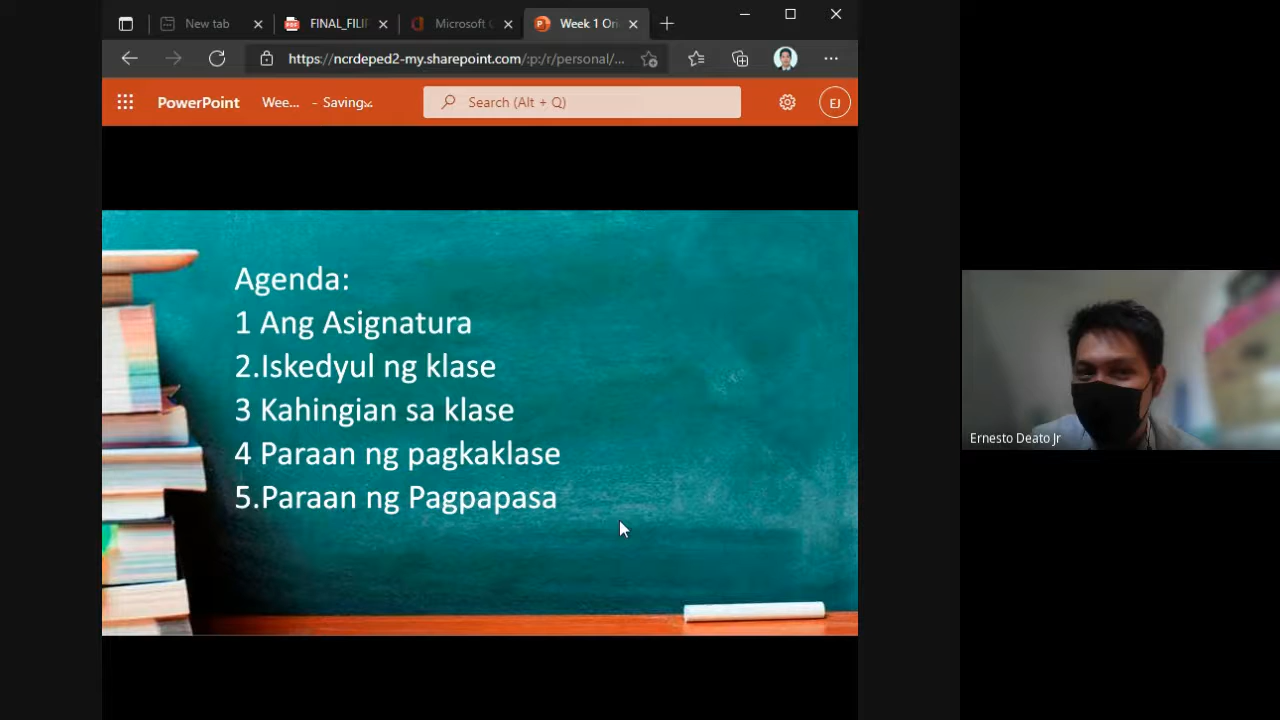 New tab
FINAL_FILI
Microsoft
Week 1 Ori
https://ncrdeped2-my.sharepoint.com/:p:/r/personal/...
PowerPoint
Wee... - Saving...
Search (Alt + Q)
EJ
Agenda:
1 Ang Asignatura
2.Iskedyul ng klase
3 Kahingian sa klase
4 Paraan ng pagkaklase
5.Paraan ng Pagpapasa
Ernesto Deato Jr